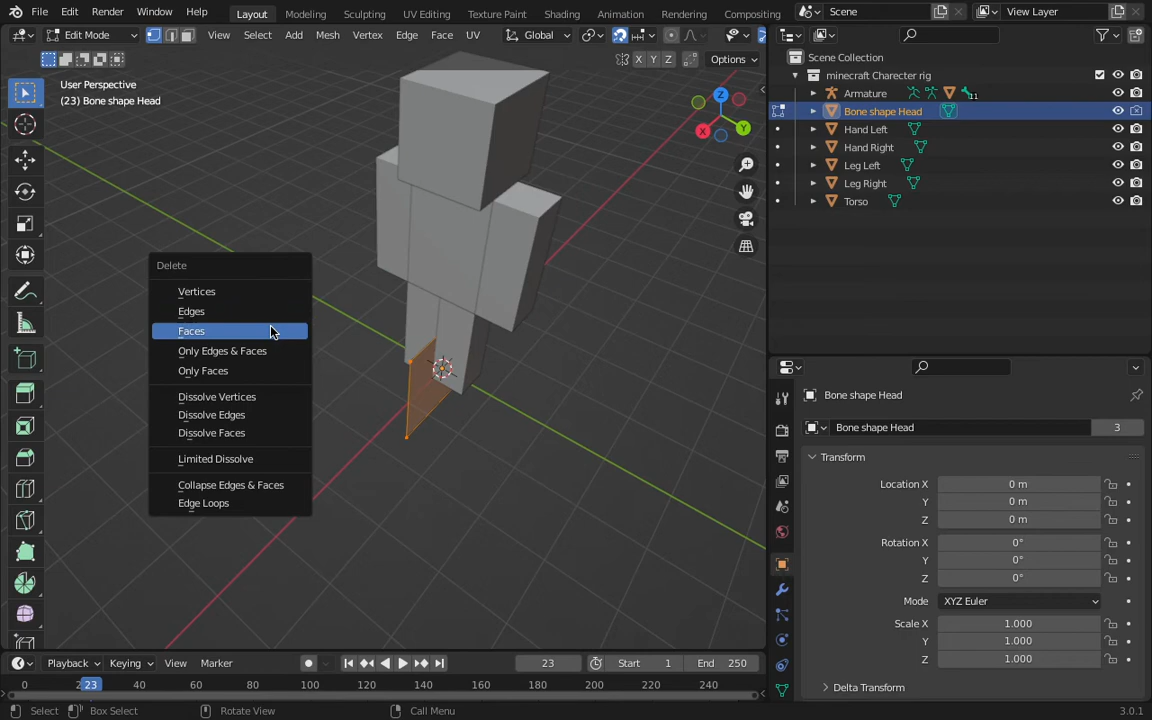 File Edit Render Window Help Layout Modeling Sculpting UV Editing Texture Paint Shading Animation Rendering Compositing Scene View Layer
Edit Mode View Select Add Mesh Vertex Edge Face UV Global
X Y Z Options
User Perspective
(23) Bone shape Head
Scene Collection
minecraft Charecter rig
Armature 11
Bone shape Head
Hand Left
Hand Right
Leg Left
Leg Right
Torso
Z
Y
X
Delete
Vertices
Edges
Faces
Only Edges & Faces
Only Faces
Dissolve Vertices
Dissolve Edges
Dissolve Faces
Limited Dissolve
Collapse Edges & Faces
Edge Loops
Bone shape Head
Bone shape Head 3
Transform
Location X 0 m
Y 0 m
Z 0 m
Rotation X 0°
Y 0°
Z 0°
Mode XYZ Euler
Scale X 1.000
Y 1.000
Z 1.000
Delta Transform
Playback Keying View Marker 23 Start 1 End 250
0 23 40 60 80 100 120 140 160 180 200 220 240
Select Box Select Rotate View Call Menu 3.0.1